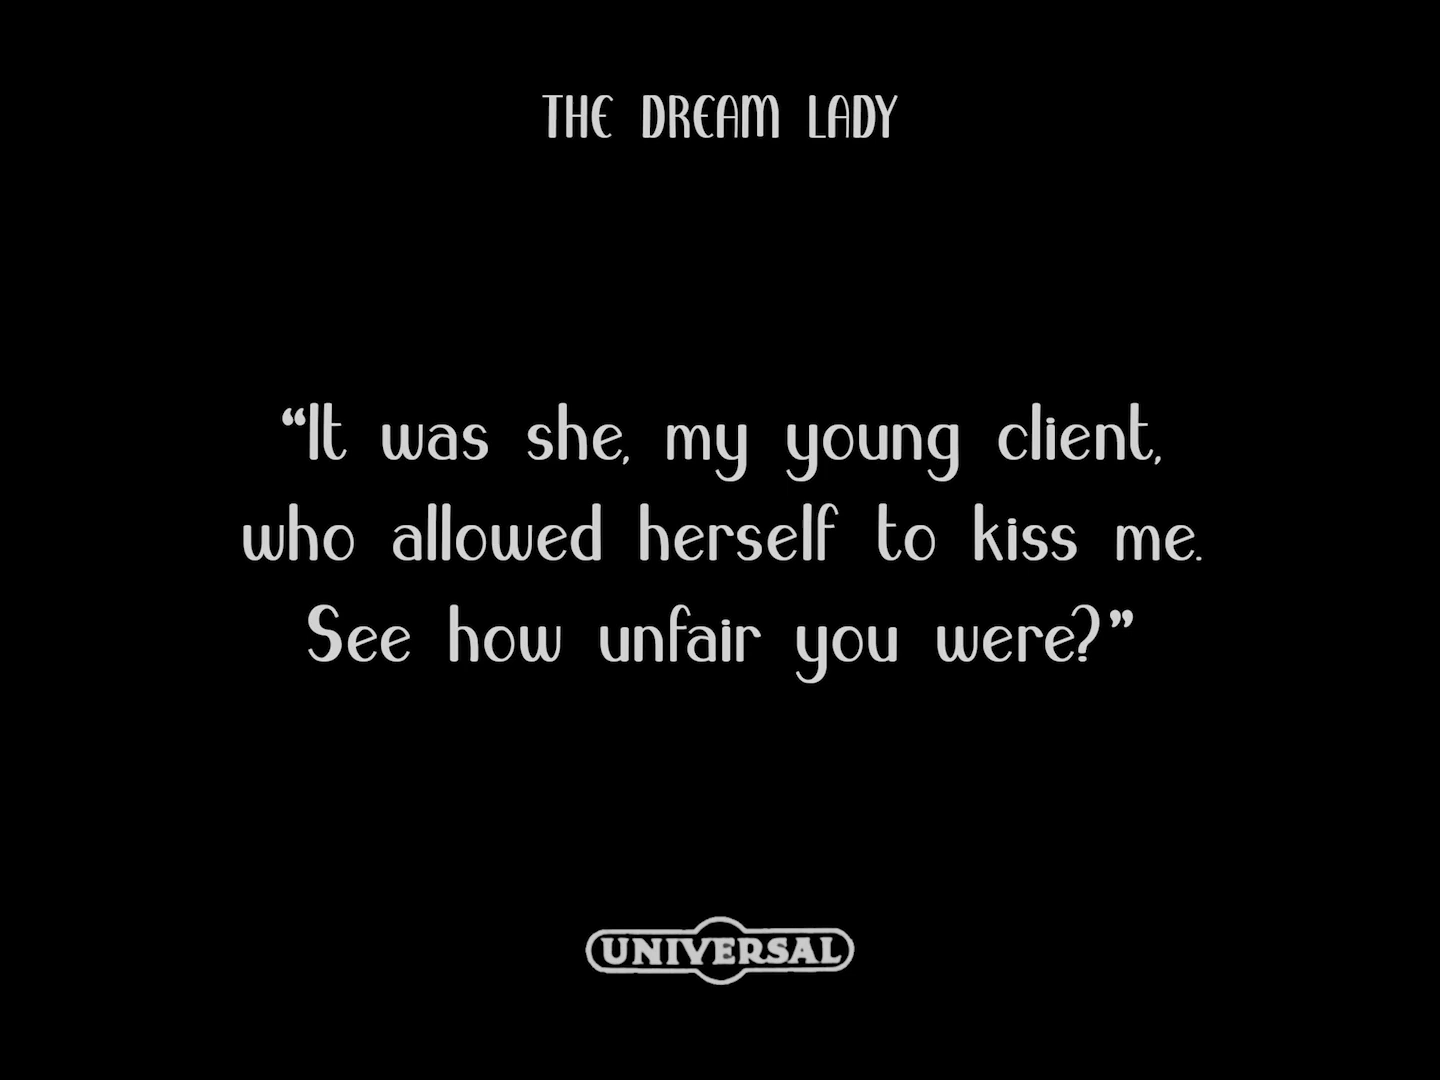 THE DREAM LADY
“It was she, my young client,
who allowed herself to kiss me.
See how unfair you were?”
UNIVERSAL